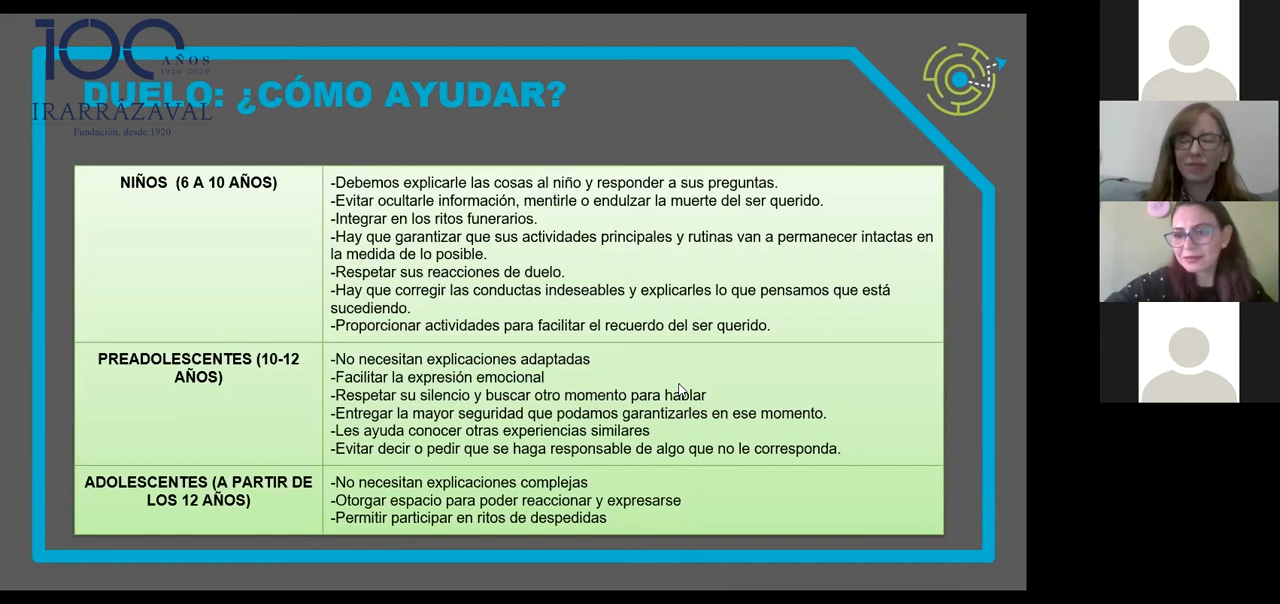 100
AÑOS
1920-2020
DUELO: ¿CÓMO AYUDAR?
IRARRÁZAVAL
Fundación, desde 1920
NIÑOS (6 A 10 AÑOS)
-Debemos explicarle las cosas al niño y responder a sus preguntas.
-Evitar ocultarle información, mentirle o endulzar la muerte del ser querido.
-Integrar en los ritos funerarios.
-Hay que garantizar que sus actividades principales y rutinas van a permanecer intactas en
la medida de lo posible.
-Respetar sus reacciones de duelo.
-Hay que corregir las conductas indeseables y explicarles lo que pensamos que está
sucediendo.
-Proporcionar actividades para facilitar el recuerdo del ser querido.
PREADOLESCENTES (10-12
AÑOS)
-No necesitan explicaciones adaptadas
-Facilitar la expresión emocional
-Respetar su silencio y buscar otro momento para hablar
-Entregar la mayor seguridad que podamos garantizarles en ese momento.
-Les ayuda conocer otras experiencias similares
-Evitar decir o pedir que se haga responsable de algo que no le corresponda.
ADOLESCENTES (A PARTIR DE
LOS 12 AÑOS)
-No necesitan explicaciones complejas
-Otorgar espacio para poder reaccionar y expresarse
-Permitir participar en ritos de despedidas